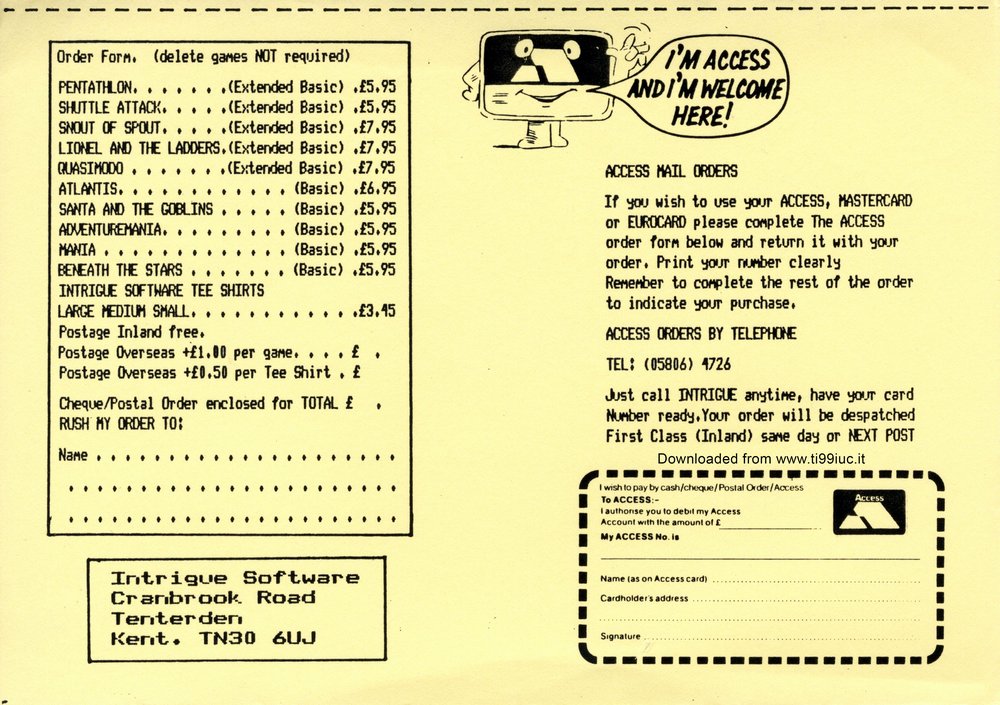 Order Form. (delete games NOT required)
PENTATHLON. . . . . . .(Extended Basic) .£5.95
SHUTTLE ATTACK. . . . .(Extended Basic) .£5.95
SNOUT OF SPOUT. . . . .(Extended Basic) .£7.95
LIONEL AND THE LADDERS.(Extended Basic) .£7.95
QUASIMODO . . . . . . .(Extended Basic) .£7.95
ATLANTIS. . . . . . . . . . . . (Basic) .£6.95
SANTA AND THE GOBLINS . . . . . (Basic) .£5.95
ADVENTUREMANIA. . . . . . . . . (Basic) .£5.95
MANIA . . . . . . . . . . . . . (Basic) .£5.95
BENEATH THE STARS . . . . . . . (Basic) .£5.95
INTRIGUE SOFTWARE TEE SHIRTS
LARGE MEDIUM SMALL. . . . . . . . . . . .£3.45
Postage Inland free.
Postage Overseas +£1.00 per game. . . . £ .
Postage Overseas +£0.50 per Tee Shirt . £
Cheque/Postal Order enclosed for TOTAL £ .
RUSH MY ORDER TO:
Name . . . . . . . . . . . . . . . . . . . .
Intrigue Software
Cranbrook Road
Tenterden
Kent. TN30 6UJ
I'M ACCESS
AND I'M WELCOME
HERE!
ACCESS MAIL ORDERS
If you wish to use your ACCESS, MASTERCARD
or EUROCARD please complete The ACCESS
order form below and return it with your
order. Print your number clearly
Remember to complete the rest of the order
to indicate your purchase.
ACCESS ORDERS BY TELEPHONE
TEL: (05806) 4726
Just call INTRIGUE anytime, have your card
Number ready.Your order will be despatched
First Class (Inland) same day or NEXT POST
Downloaded from www.ti99iuc.it
I wish to pay by cash/cheque/Postal Order/Access
To ACCESS:-
I authorise you to debit my Access
Account with the amount of £
My ACCESS No. is
Access
Name (as on Access card)
Cardholder's address
Signature